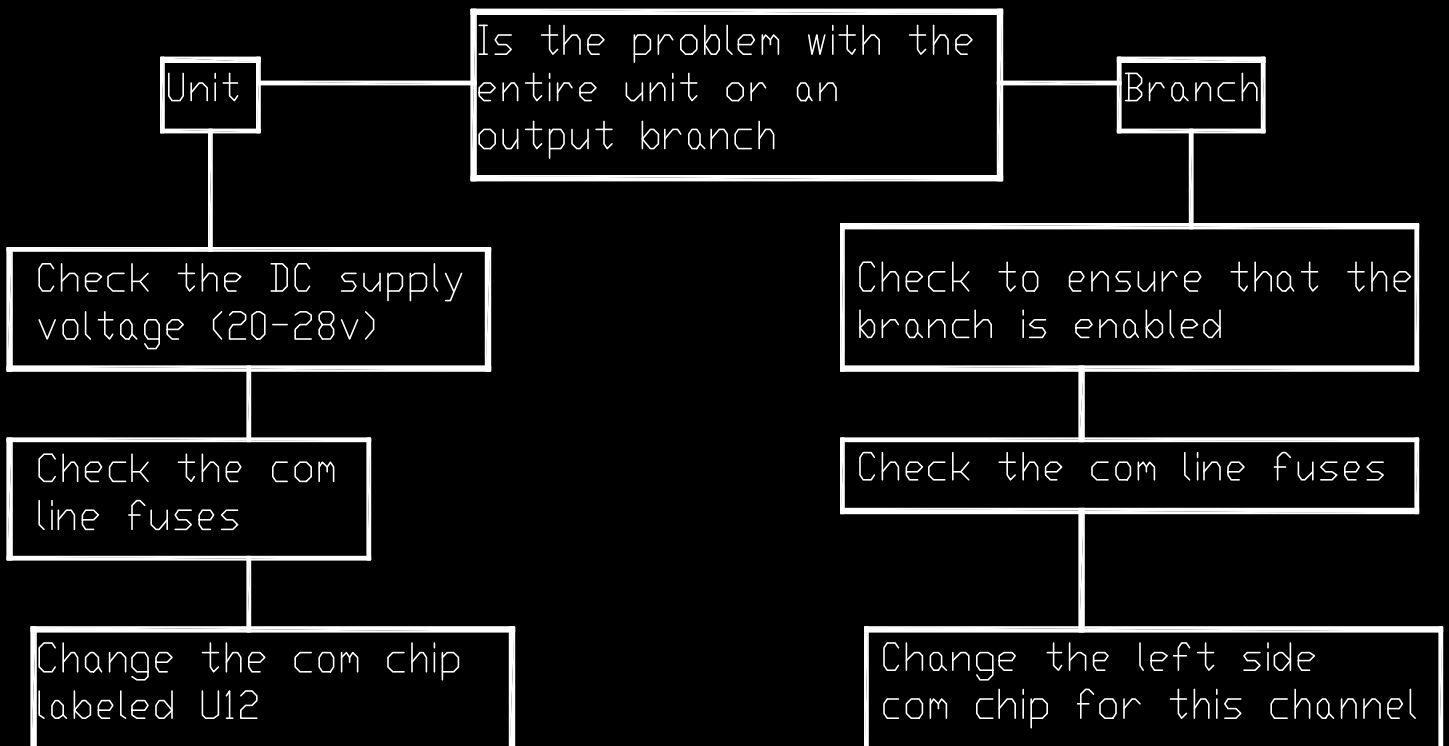 Is the problem with the
entire unit or an
output branch
Unit
Branch
Check the DC supply
voltage (20-28v)
Check to ensure that the
branch is enabled
Check the com
line fuses
Check the com line fuses
Change the com chip
labeled U12
Change the left side
com chip for this channel